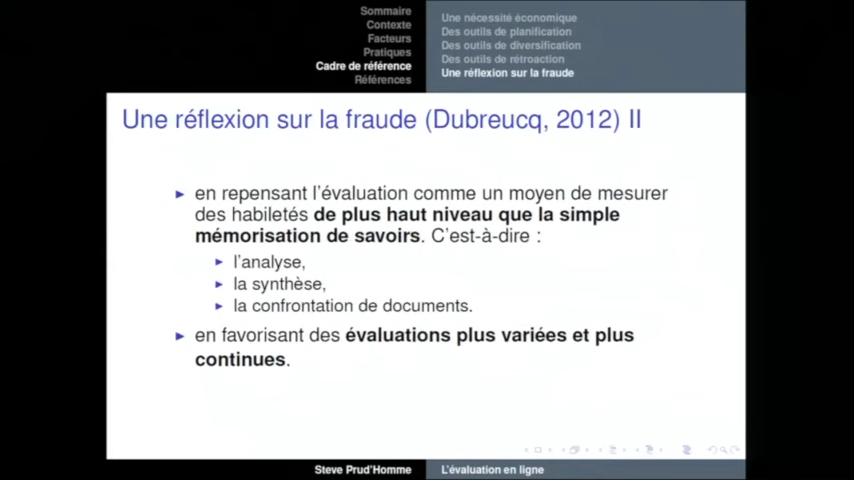 Sommaire
Contexte
Facteurs
Pratiques
Cadre de référence
Références
Une nécessité économique
Des outils de planification
Des outils de diversification
Des outils de rétroaction
Une réflexion sur la fraude
Une réflexion sur la fraude (Dubreucq, 2012) II
en repensant l'évaluation comme un moyen de mesurer
des habiletés de plus haut niveau que la simple
mémorisation de savoirs. C'est-à-dire :
l'analyse,
la synthèse,
la confrontation de documents.
en favorisant des évaluations plus variées et plus
continues.
Steve Prud'Homme
L'évaluation en ligne